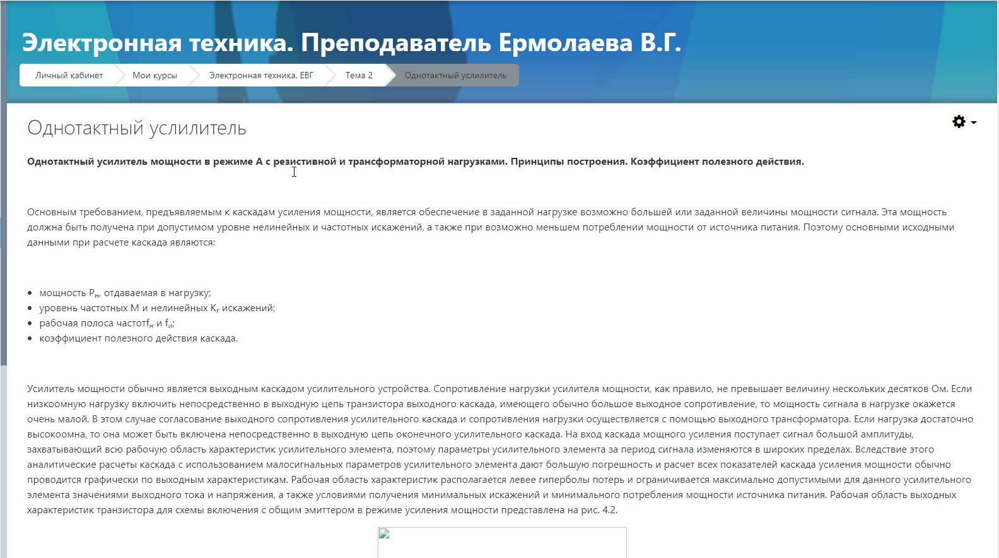 Электронная техника. Преподаватель Ермолаева В.Г.
Личный кабинет Мои курсы Электронная техника. ЕВГ Тема 2 Однотактный услилитель
Однотактный услилитель
Однотактный усилитель мощности в режиме А с резистивной и трансформаторной нагрузками. Принципы построения. Коэффициент полезного действия.
Основным требованием, предъявляемым к каскадам усиления мощности, является обеспечение в заданной нагрузке возможно большей или заданной величины мощности сигнала. Эта мощность
должна быть получена при допустимом уровне нелинейных и частотных искажений, а также при возможно меньшем потреблении мощности от источника питания. Поэтому основными исходными
данными при расчете каскада являются:
• мощность Рн, отдаваемая в нагрузку;
• уровень частотных М и нелинейных Кг искажений;
• рабочая полоса частотfн и fи;
• коэффициент полезного действия каскада.
Усилитель мощности обычно является выходным каскадом усилительного устройства. Сопротивление нагрузки усилителя мощности, как правило, не превышает величину нескольких десятков Ом. Если
низкоомную нагрузку включить непосредственно в выходную цепь транзистора выходного каскада, имеющего обычно большое выходное сопротивление, то мощность сигнала в нагрузке окажется
очень малой. В этом случае согласование выходного сопротивления усилительного каскада и сопротивления нагрузки осуществляется с помощью выходного трансформатора. Если нагрузка достаточно
высокоомна, то она может быть включена непосредственно в выходную цепь оконечного усилительного каскада. На вход каскада мощного усиления поступает сигнал большой амплитуды,
захватывающий всю рабочую область характеристик усилительного элемента, поэтому параметры усилительного элемента за период сигнала изменяются в широких пределах. Вследствие этого
аналитические расчеты каскада с использованием малосигнальных параметров усилительного элемента дают большую погрешность и расчет всех показателей каскада усиления мощности обычно
проводится графически по выходным характеристикам. Рабочая область характеристик располагается левее гиперболы потерь и ограничивается максимально допустимыми для данного усилительного
элемента значениями выходного тока и напряжения, а также условиями получения минимальных искажений и минимального потребления мощности источника питания. Рабочая область выходных
характеристик транзистора для схемы включения с общим эмиттером в режиме усиления мощности представлена на рис. 4.2.